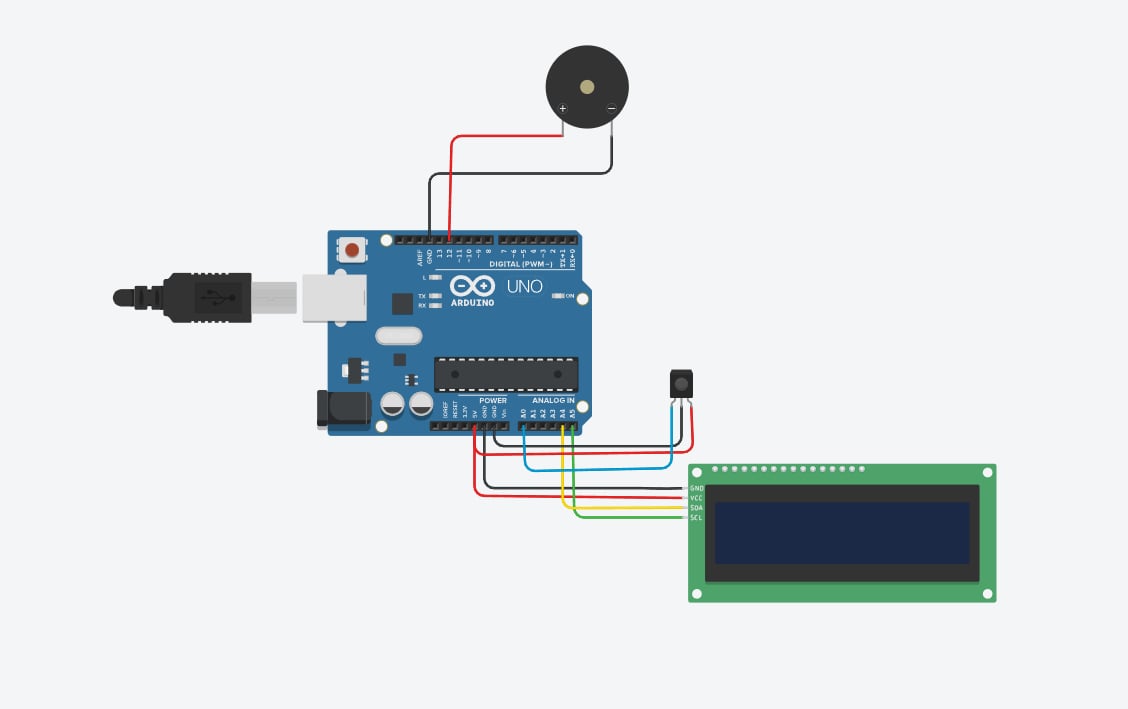 + −
AREF
GND
13
12
~11
~10
~9
8
7
~6
~5
4
~3
2
TX→1
RX←0
DIGITAL (PWM~)
L
TX
RX
ARDUINO
UNO
ON
POWER
ANALOG IN
IOREF
RESET
3.3V
5V
GND
GND
Vin
A0
A1
A2
A3
A4
A5
GND
VCC
SDA
SCL